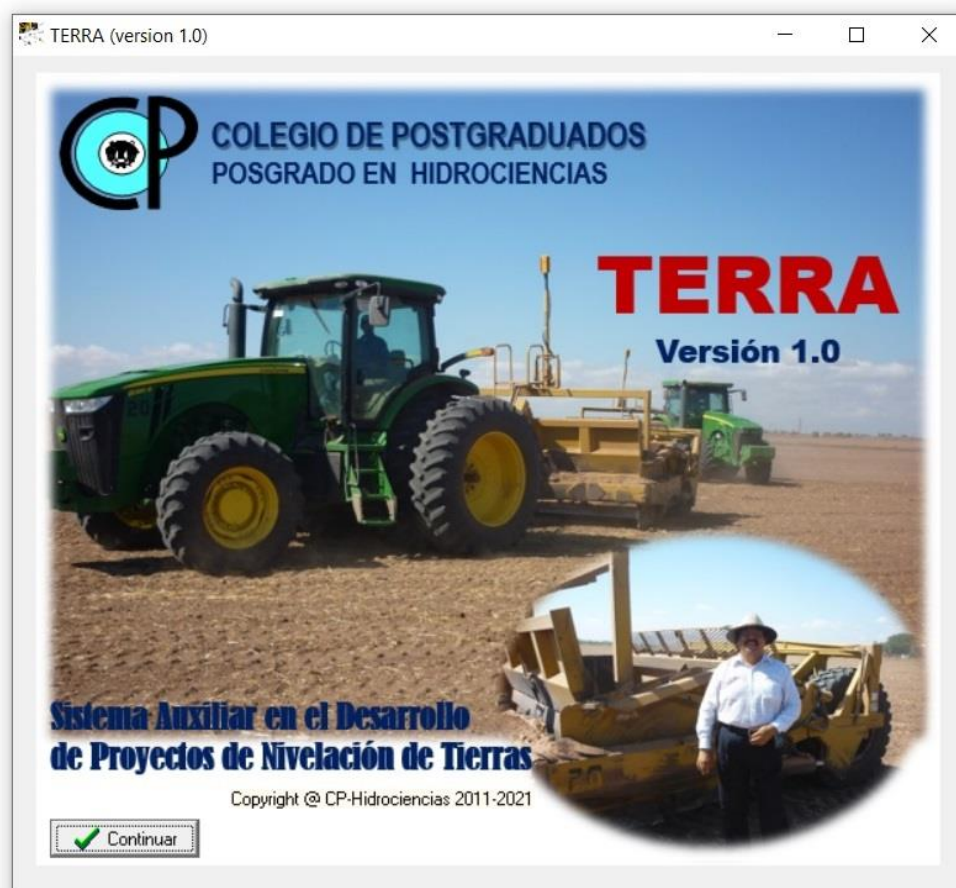 TERRA (version 1.0)
CP
COLEGIO DE POSTGRADUADOS
POSGRADO EN HIDROCIENCIAS
TERRA
Versión 1.0
Sistema Auxiliar en el Desarrollo
de Proyectos de Nivelación de Tierras
Copyright @ CP-Hidrociencias 2011-2021
Continuar